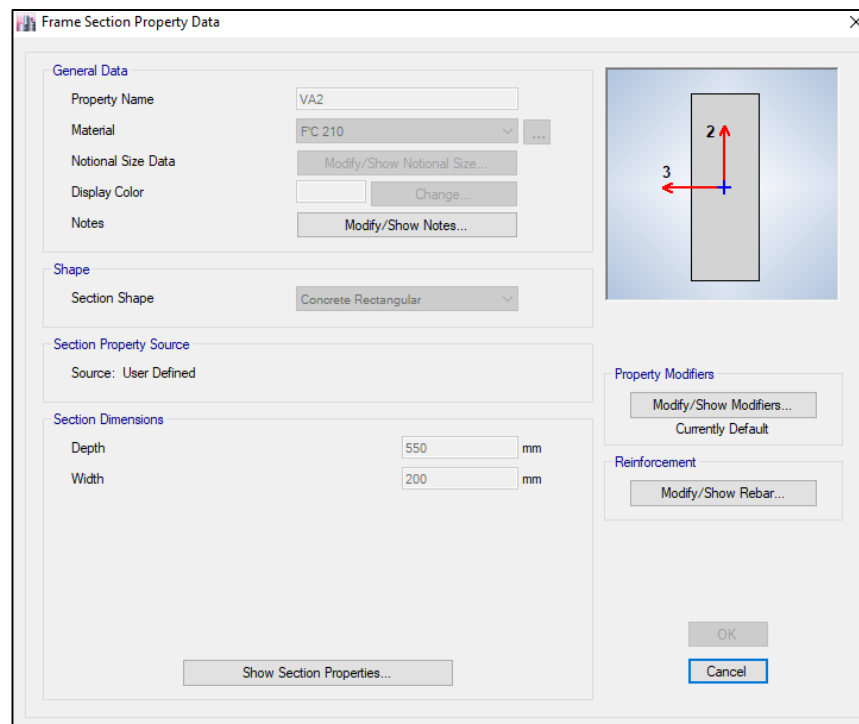 Frame Section Property Data
General Data
Property Name VA2
Material F'C 210 ...
Notional Size Data Modify/Show Notional Size...
Display Color Change...
Notes Modify/Show Notes...
Shape
Section Shape Concrete Rectangular
Section Property Source
Source: User Defined
Section Dimensions
Depth 550 mm
Width 200 mm
Show Section Properties...
2
3
Property Modifiers
Modify/Show Modifiers...
Currently Default
Reinforcement
Modify/Show Rebar...
OK
Cancel